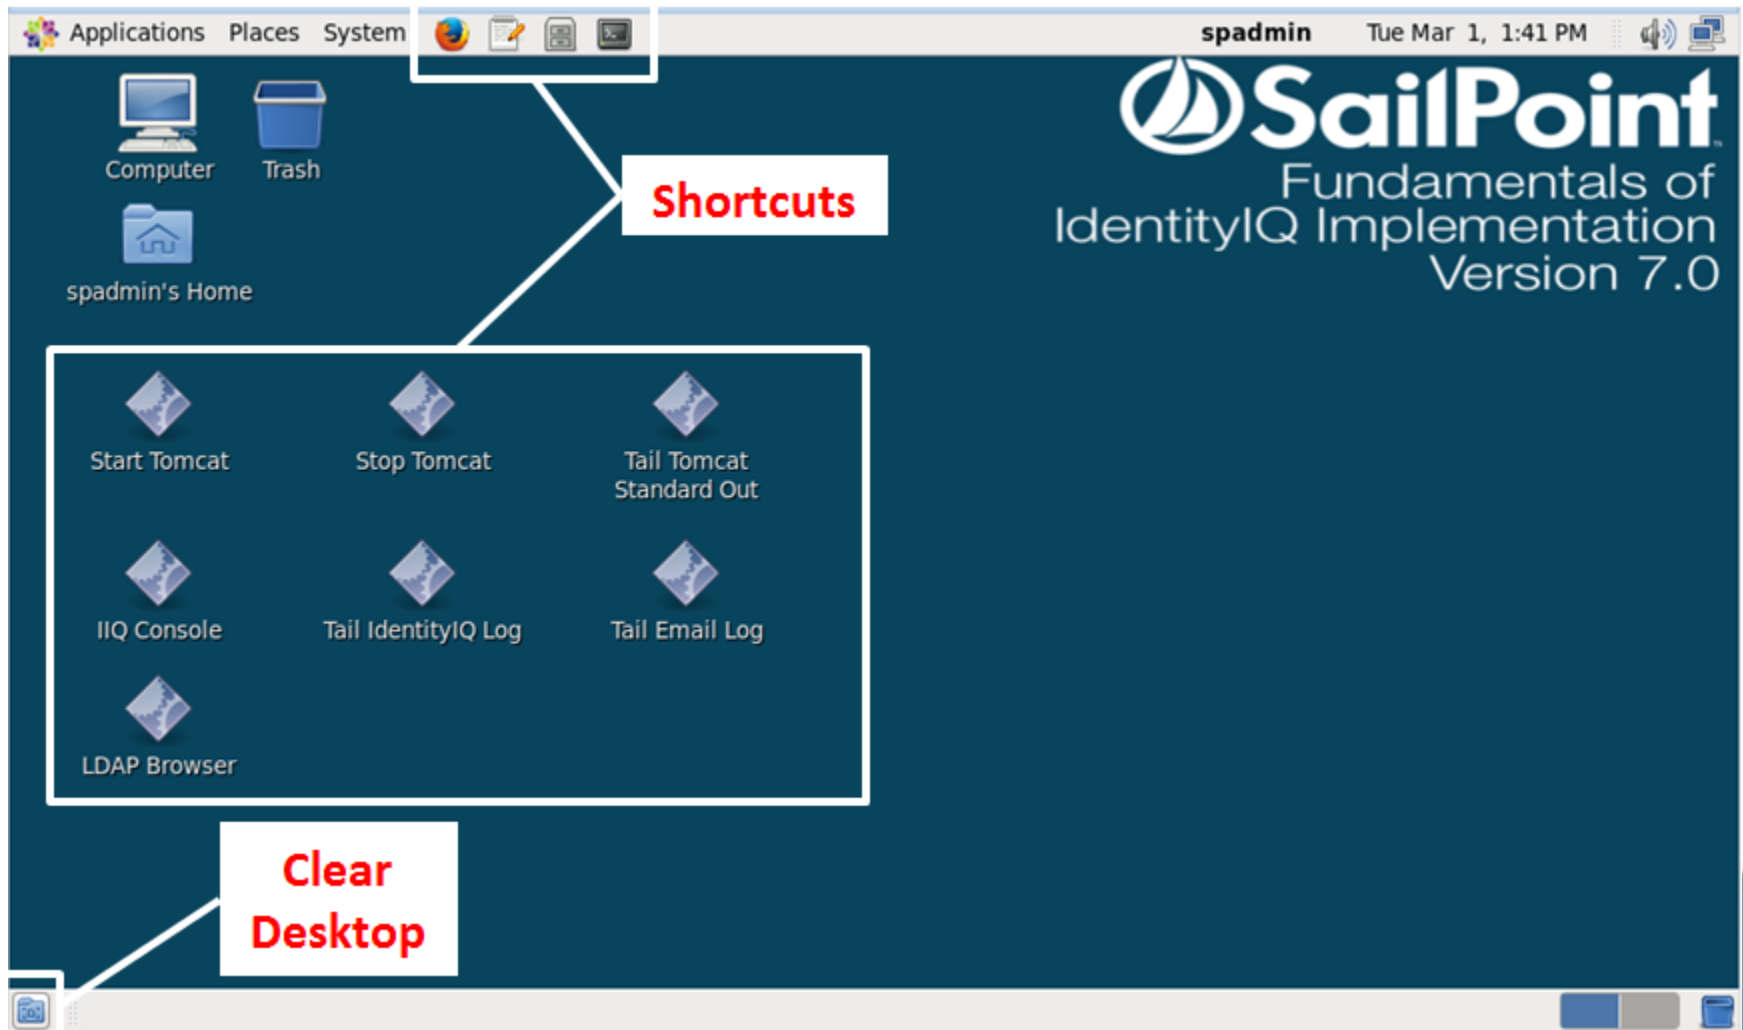 Applications Places System
spadmin Tue Mar 1, 1:41 PM
SailPoint
Fundamentals of
IdentityIQ Implementation
Version 7.0
Computer
Trash
spadmin's Home
Shortcuts
Start Tomcat
Stop Tomcat
Tail Tomcat
Standard Out
IIQ Console
Tail IdentityIQ Log
Tail Email Log
LDAP Browser
Clear
Desktop